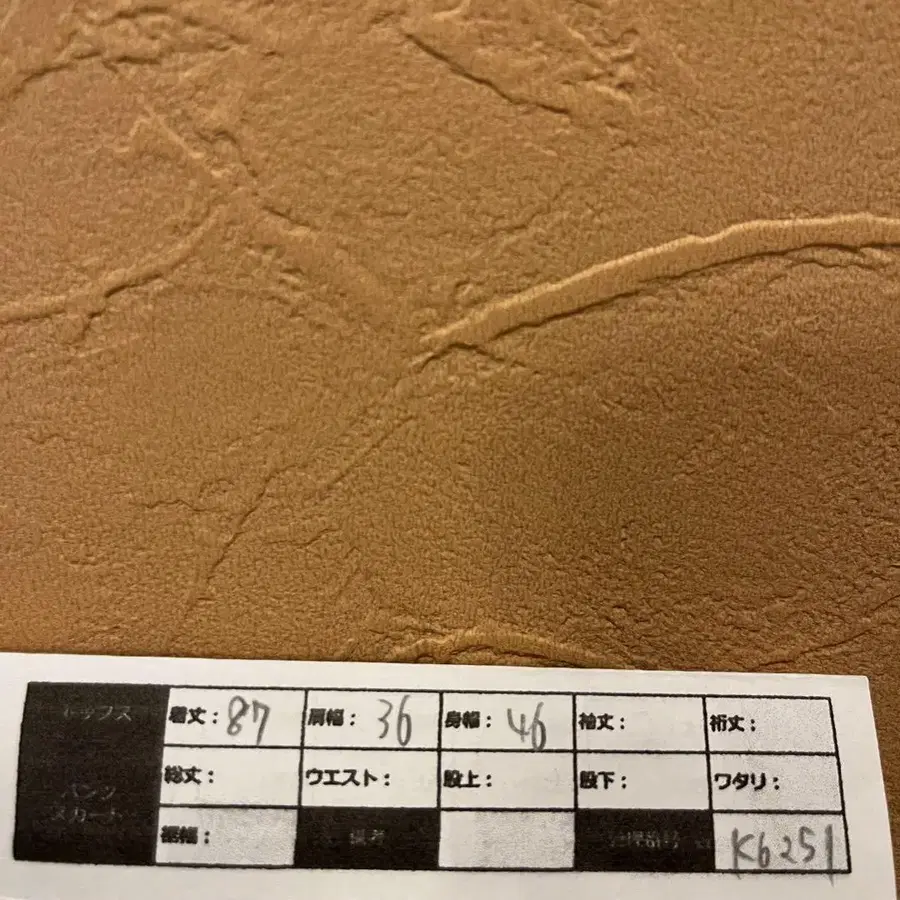 トップス 着丈: 87 肩幅: 36 身幅: 46 袖丈: 裄丈:
パンツ スカート 総丈: ウエスト: 股上: 股下: ワタリ:
裾幅: 備考 K6251